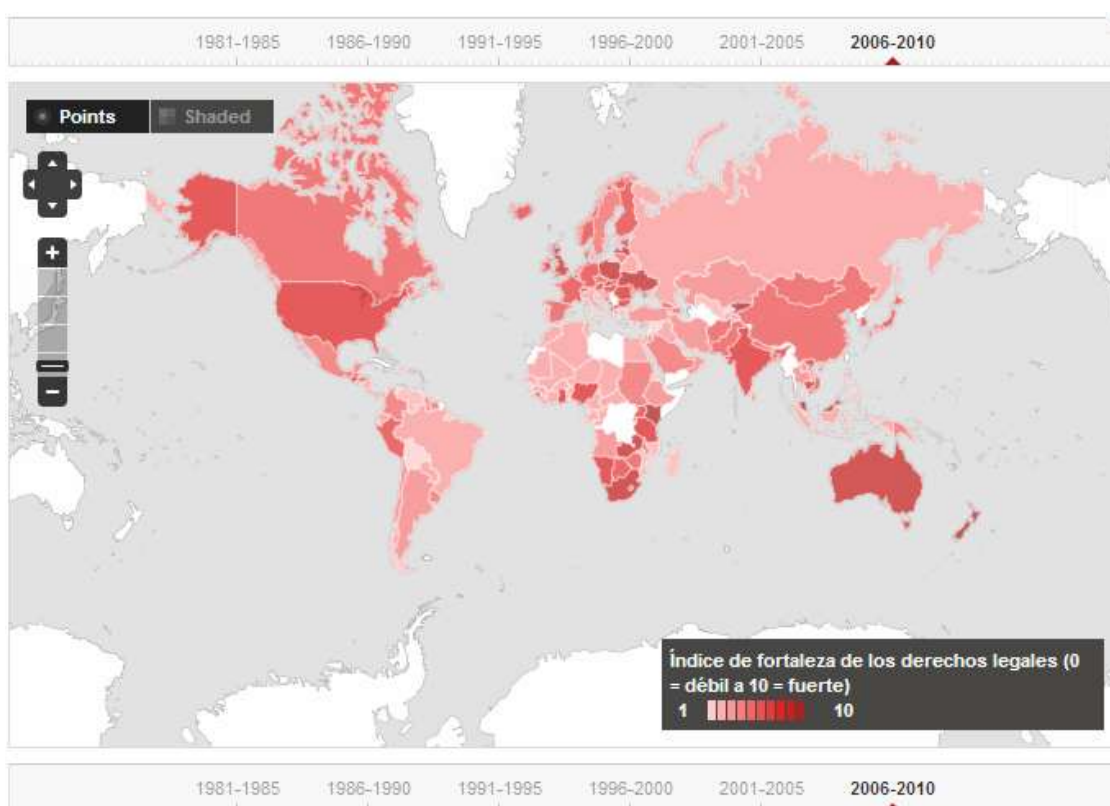 1981-1985 1986-1990 1991-1995 1996-2000 2001-2005 2006-2010
Points Shaded
+
−
Índice de fortaleza de los derechos legales (0
= débil a 10 = fuerte)
1 10
1981-1985 1986-1990 1991-1995 1996-2000 2001-2005 2006-2010